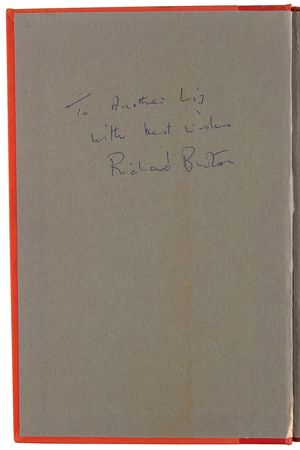 To Another Liz
with best wishes
Richard Burton